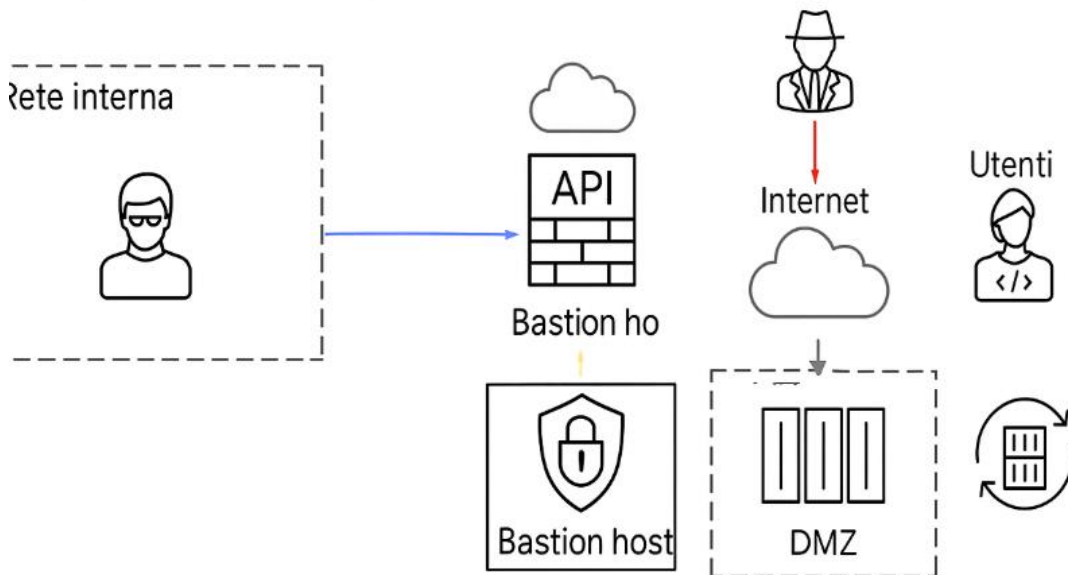 Rete interna
API
Bastion ho
Bastion host
Internet
DMZ
Utenti
</>